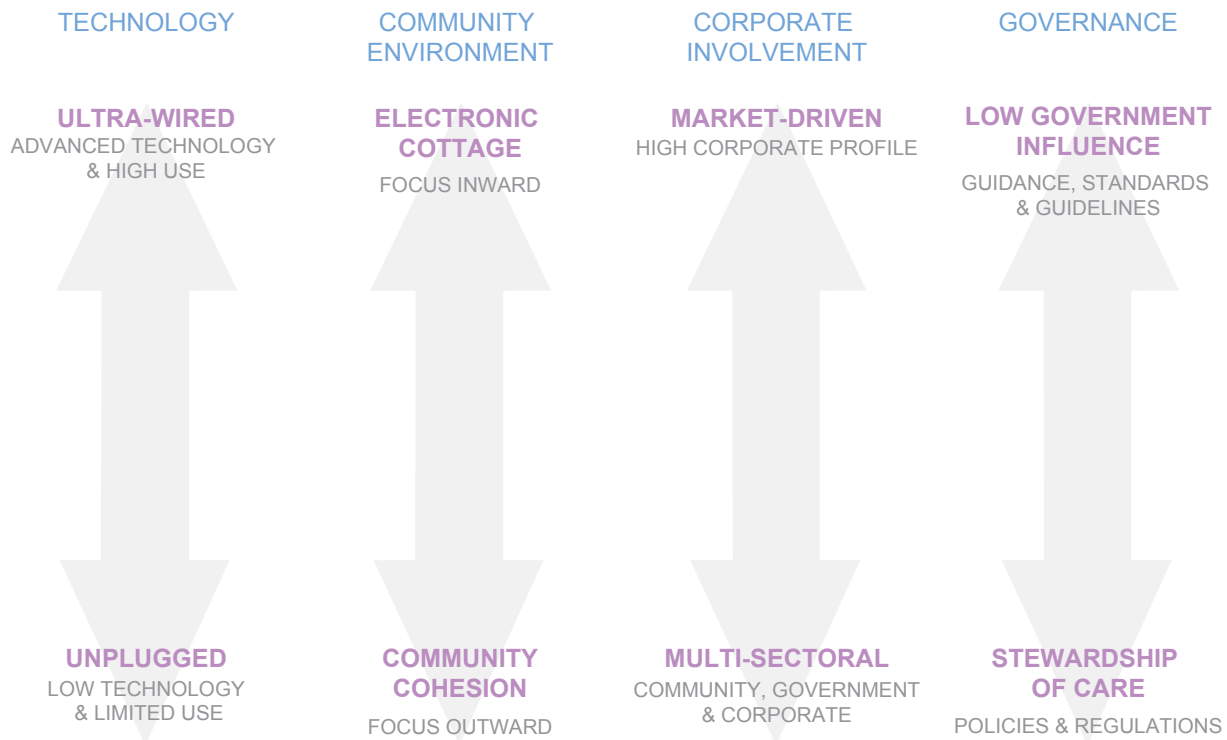 TECHNOLOGY
COMMUNITY
ENVIRONMENT
CORPORATE
INVOLVEMENT
GOVERNANCE
ULTRA-WIRED
ADVANCED TECHNOLOGY
& HIGH USE
ELECTRONIC
COTTAGE
FOCUS INWARD
MARKET-DRIVEN
HIGH CORPORATE PROFILE
LOW GOVERNMENT
INFLUENCE
GUIDANCE, STANDARDS
& GUIDELINES
UNPLUGGED
LOW TECHNOLOGY
& LIMITED USE
COMMUNITY
COHESION
FOCUS OUTWARD
MULTI-SECTORAL
COMMUNITY, GOVERNMENT
& CORPORATE
STEWARDSHIP
OF CARE
POLICIES & REGULATIONS